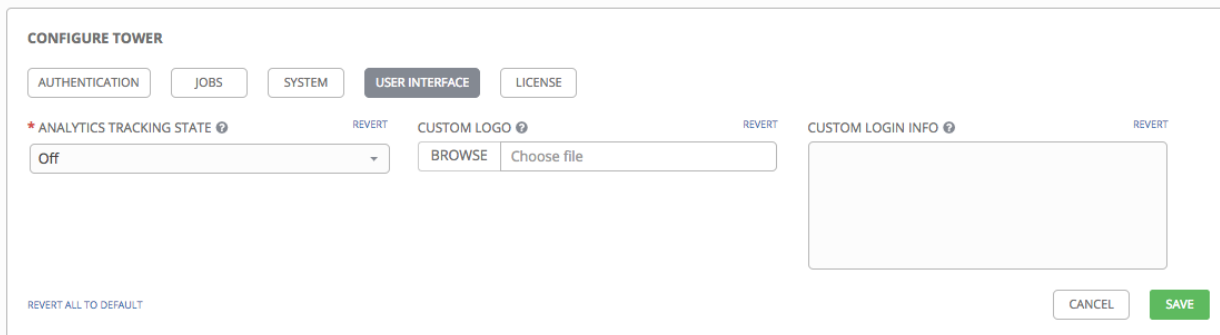 CONFIGURE TOWER
AUTHENTICATION JOBS SYSTEM USER INTERFACE LICENSE
* ANALYTICS TRACKING STATE ? REVERT CUSTOM LOGO ? REVERT CUSTOM LOGIN INFO ? REVERT
Off BROWSE Choose file
REVERT ALL TO DEFAULT CANCEL SAVE